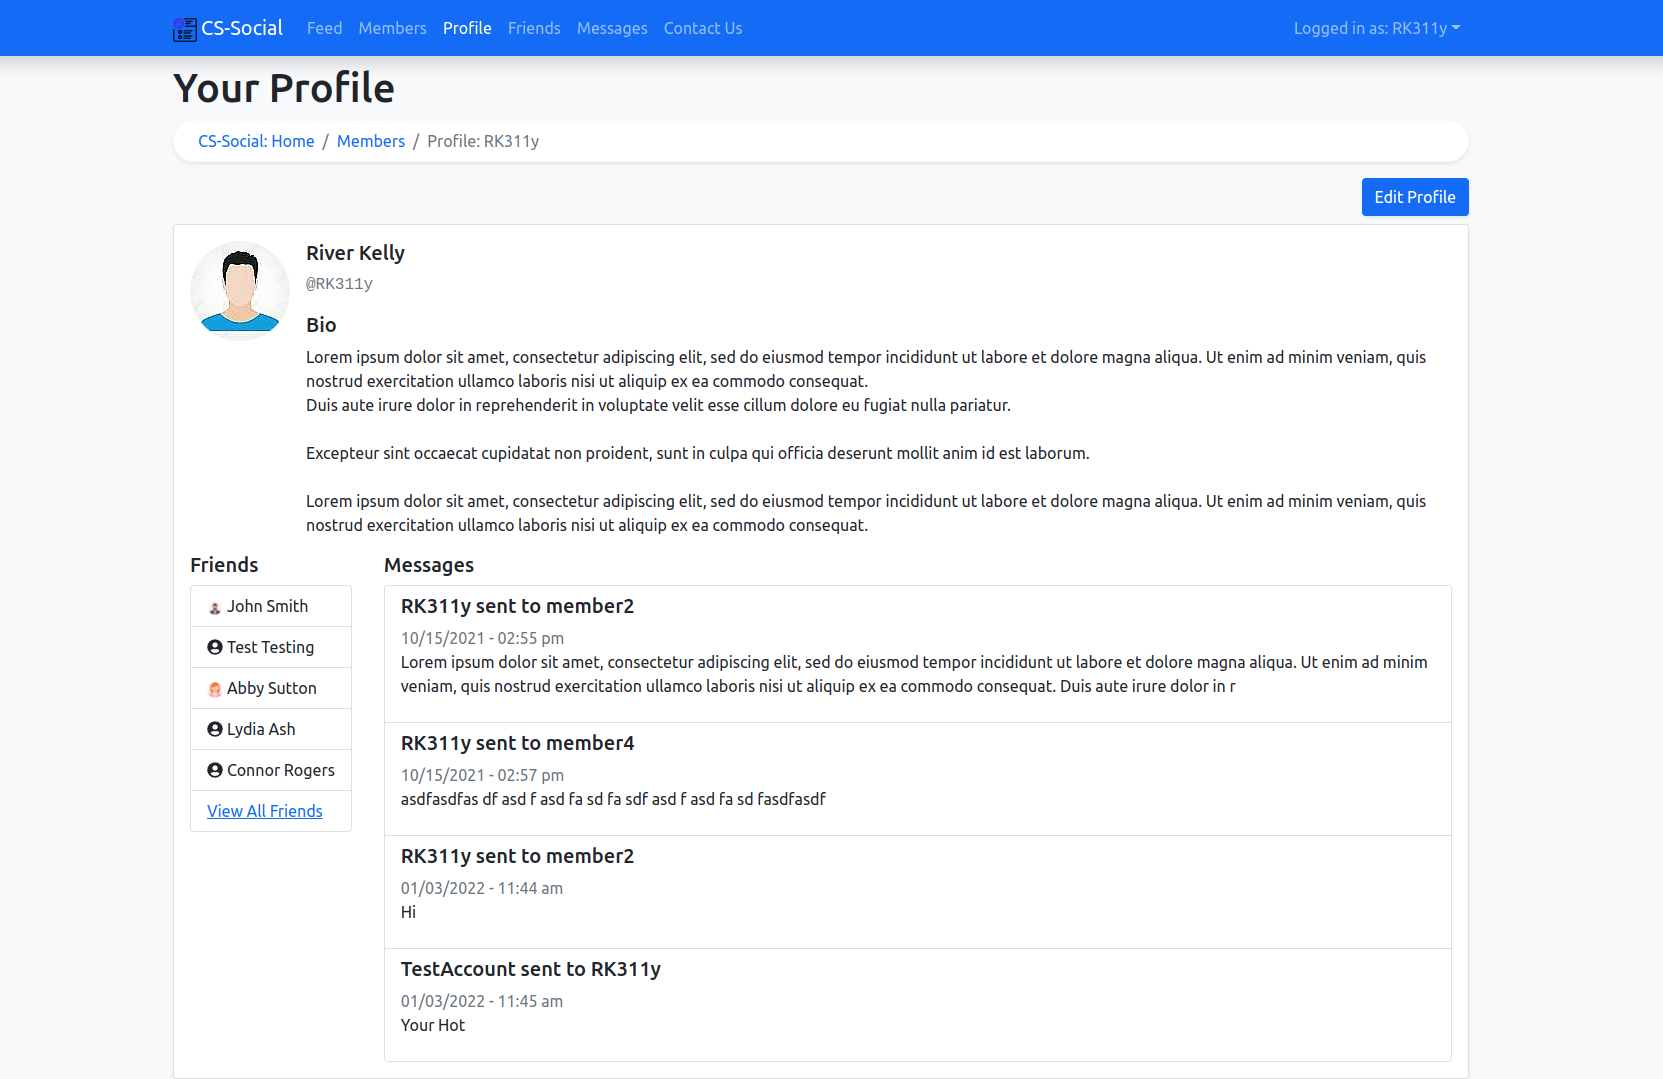 CS-Social Feed Members Profile Friends Messages Contact Us Logged in as: RK311y
Your Profile
CS-Social: Home / Members / Profile: RK311y
Edit Profile
River Kelly
@RK311y
Bio
Lorem ipsum dolor sit amet, consectetur adipiscing elit, sed do eiusmod tempor incididunt ut labore et dolore magna aliqua. Ut enim ad minim veniam, quis
nostrud exercitation ullamco laboris nisi ut aliquip ex ea commodo consequat.
Duis aute irure dolor in reprehenderit in voluptate velit esse cillum dolore eu fugiat nulla pariatur.
Excepteur sint occaecat cupidatat non proident, sunt in culpa qui officia deserunt mollit anim id est laborum.
Lorem ipsum dolor sit amet, consectetur adipiscing elit, sed do eiusmod tempor incididunt ut labore et dolore magna aliqua. Ut enim ad minim veniam, quis
nostrud exercitation ullamco laboris nisi ut aliquip ex ea commodo consequat.
Friends
John Smith
Test Testing
Abby Sutton
Lydia Ash
Connor Rogers
View All Friends
Messages
RK311y sent to member2
10/15/2021 - 02:55 pm
Lorem ipsum dolor sit amet, consectetur adipiscing elit, sed do eiusmod tempor incididunt ut labore et dolore magna aliqua. Ut enim ad minim
veniam, quis nostrud exercitation ullamco laboris nisi ut aliquip ex ea commodo consequat. Duis aute irure dolor in r
RK311y sent to member4
10/15/2021 - 02:57 pm
asdfasdfas df asd f asd fa sd fa sdf asd f asd fa sd fasdfasdf
RK311y sent to member2
01/03/2022 - 11:44 am
Hi
TestAccount sent to RK311y
01/03/2022 - 11:45 am
Your Hot